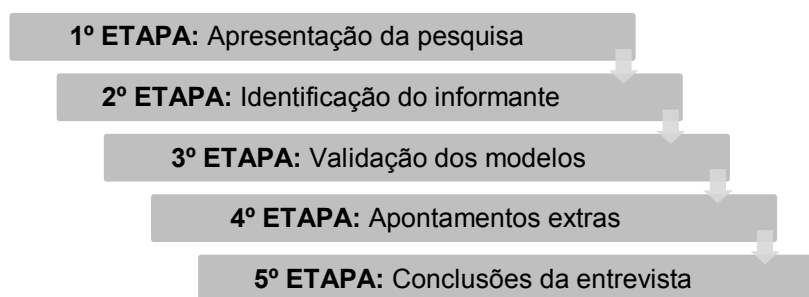 1º ETAPA: Apresentação da pesquisa
2º ETAPA: Identificação do informante
3º ETAPA: Validação dos modelos
4º ETAPA: Apontamentos extras
5º ETAPA: Conclusões da entrevista